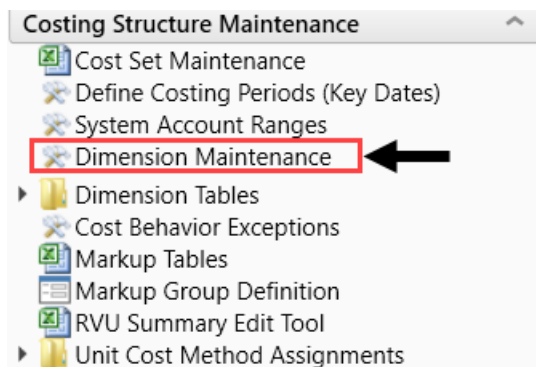 Costing Structure Maintenance
Cost Set Maintenance
Define Costing Periods (Key Dates)
System Account Ranges
Dimension Maintenance
Dimension Tables
Cost Behavior Exceptions
Markup Tables
Markup Group Definition
RVU Summary Edit Tool
Unit Cost Method Assignments